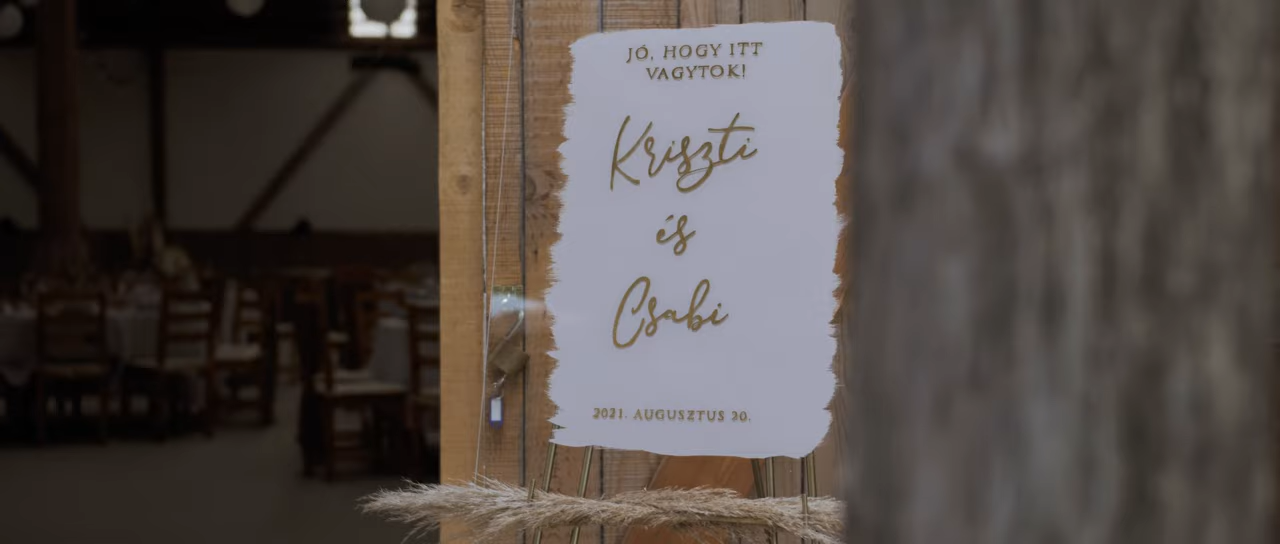 JÓ, HOGY ITT
VAGYTOK!
Kriszti
és
Csabi
2021. AUGUSZTUS 20.